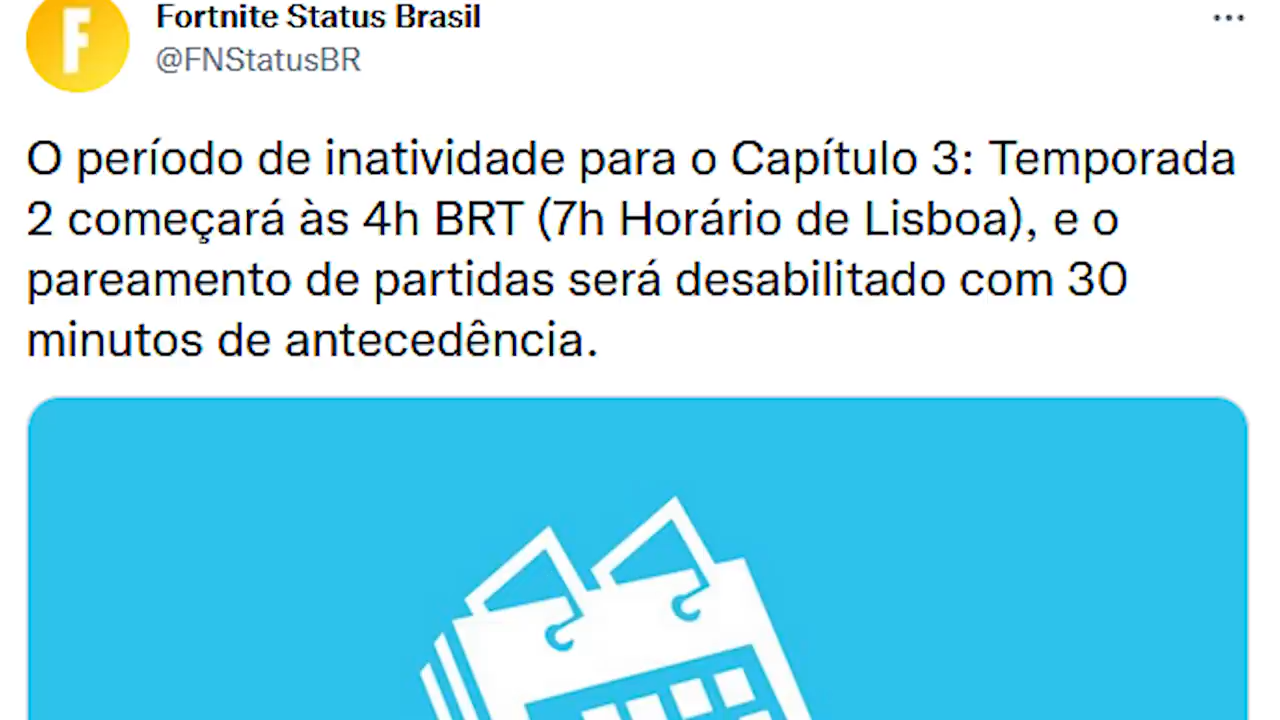 Fortnite Status Brasil
@FNStatusBR
O período de inatividade para o Capítulo 3: Temporada
2 começará às 4h BRT (7h Horário de Lisboa), e o
pareamento de partidas será desabilitado com 30
minutos de antecedência.